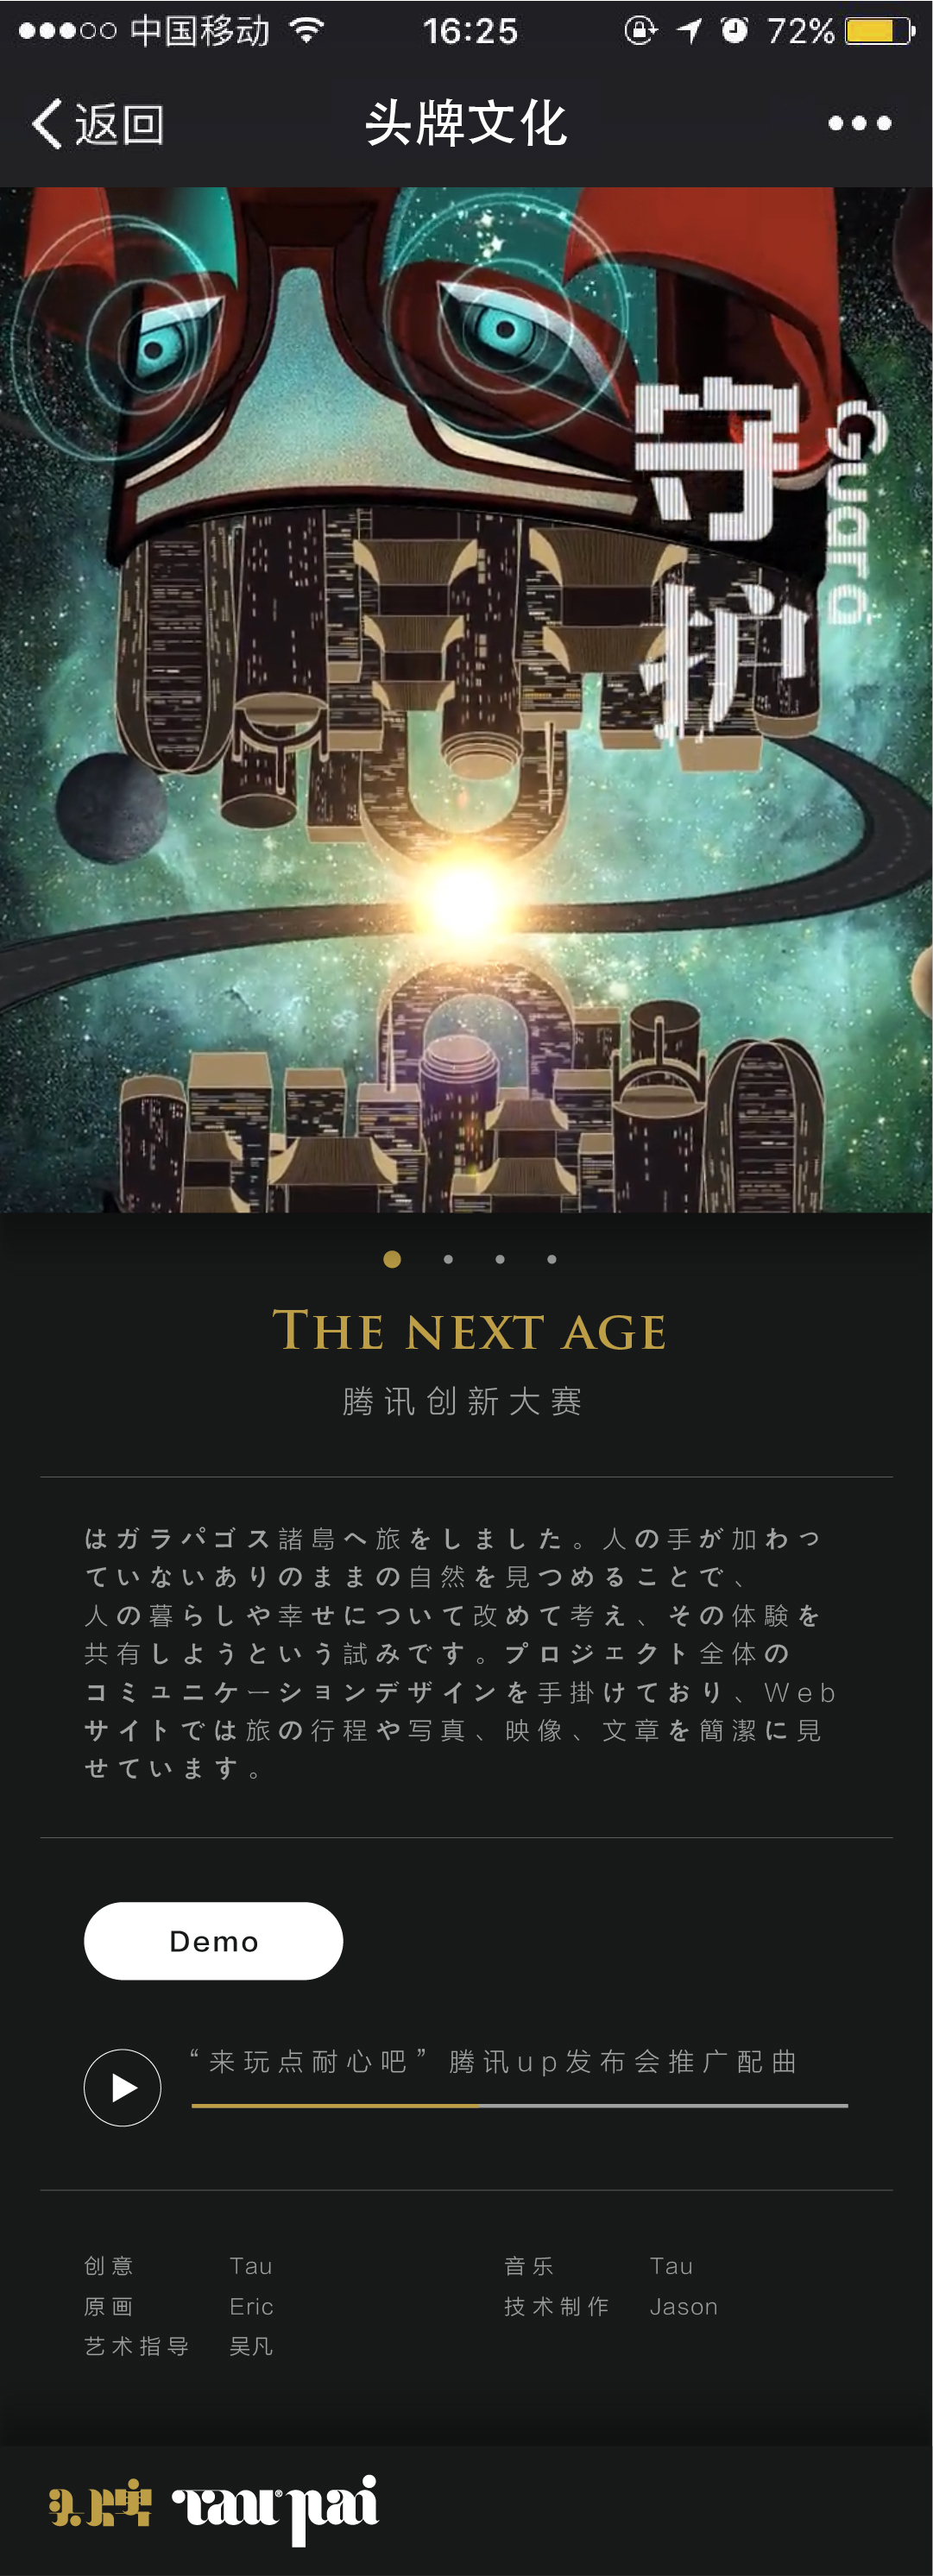 中国移动 16:25 72%
返回 头牌文化
守护
Guard
THE NEXT AGE
腾讯创新大赛
はガラパゴス諸島へ旅をしました。人の手が加わっ
ていないありのままの自然を見つめることで、
人の暮らしや幸せについて改めて考え、その体験を
共有しようという試みです。プロジェクト全体の
コミュニケーションデザインを手掛けており、Web
サイトでは旅の行程や写真、映像、文章を簡潔に見
せています。
Demo
“来玩点耐心吧”腾讯up发布会推广配曲
创意 Tau 音乐 Tau
原画 Eric 技术制作 Jason
艺术指导 吴凡
头牌 Tau® pai